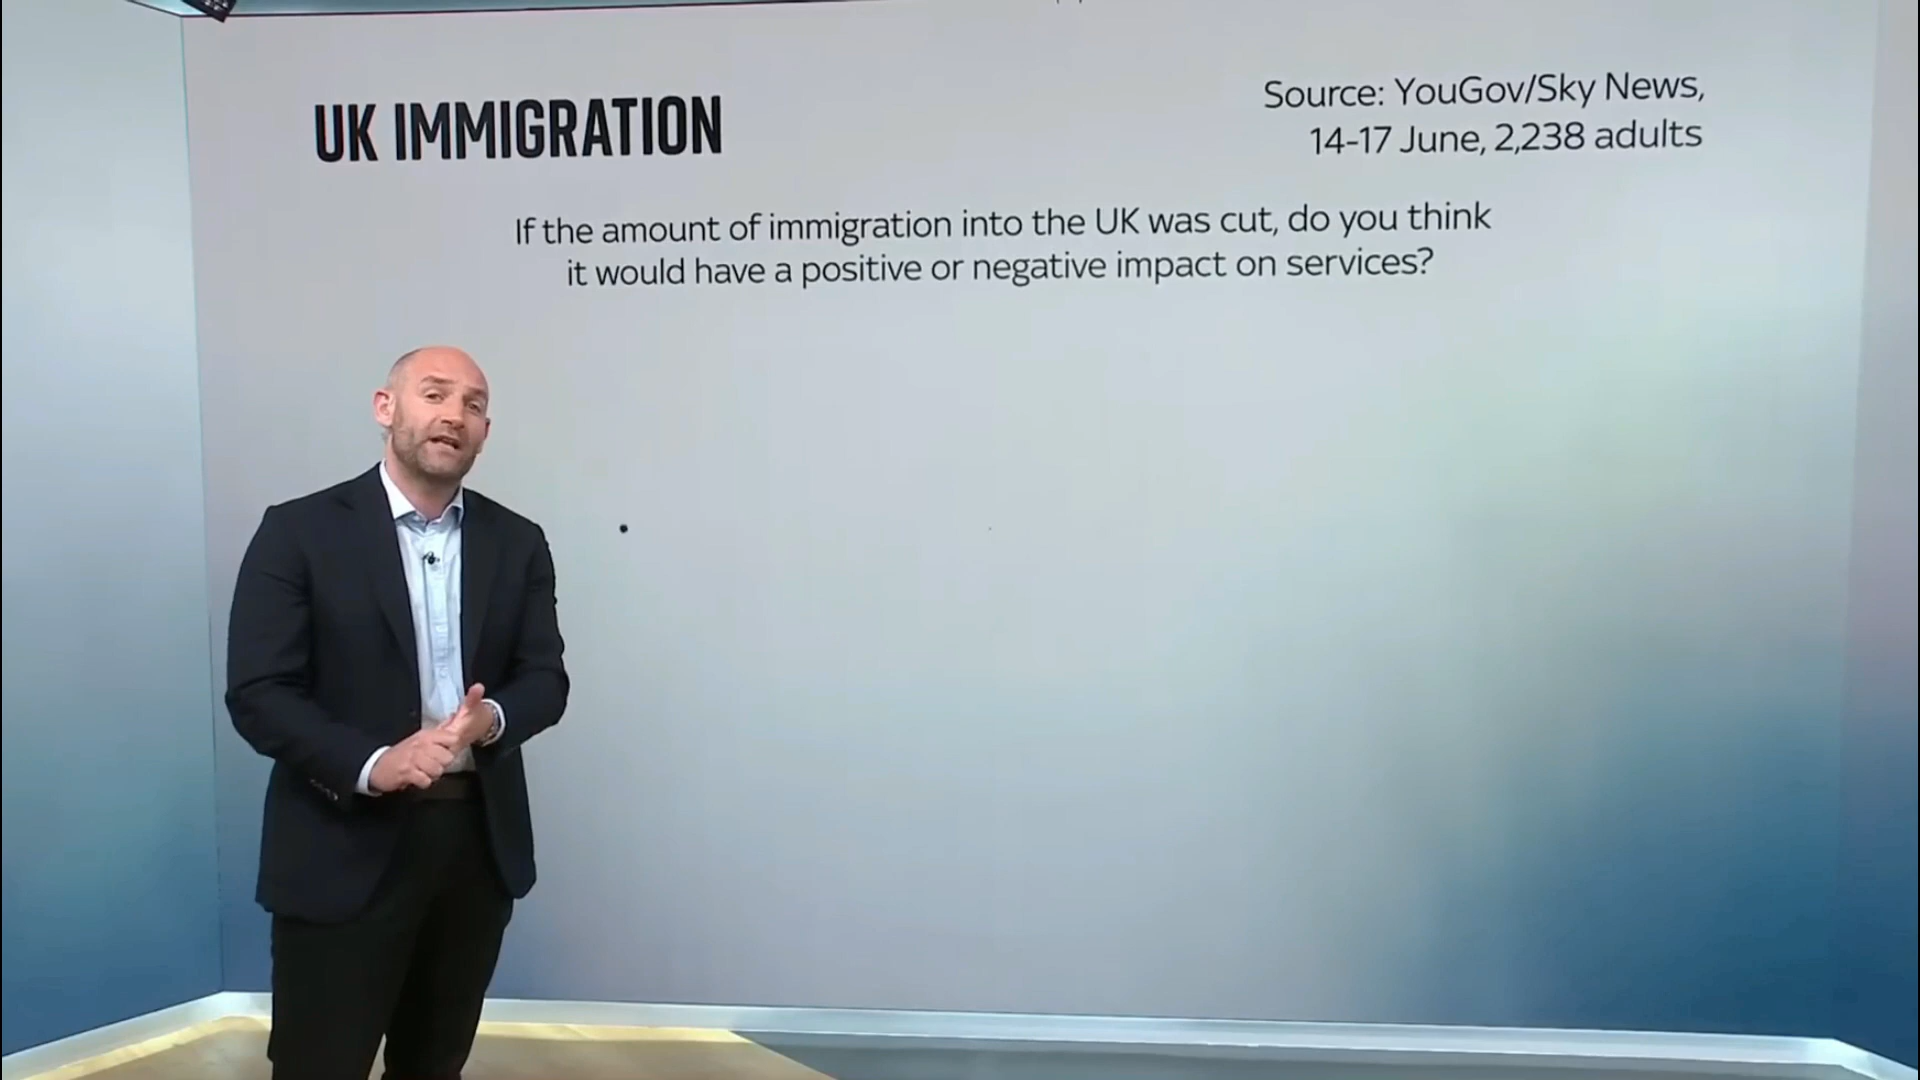 UK IMMIGRATION
Source: YouGov/Sky News,
14-17 June, 2,238 adults
If the amount of immigration into the UK was cut, do you think
it would have a positive or negative impact on services?